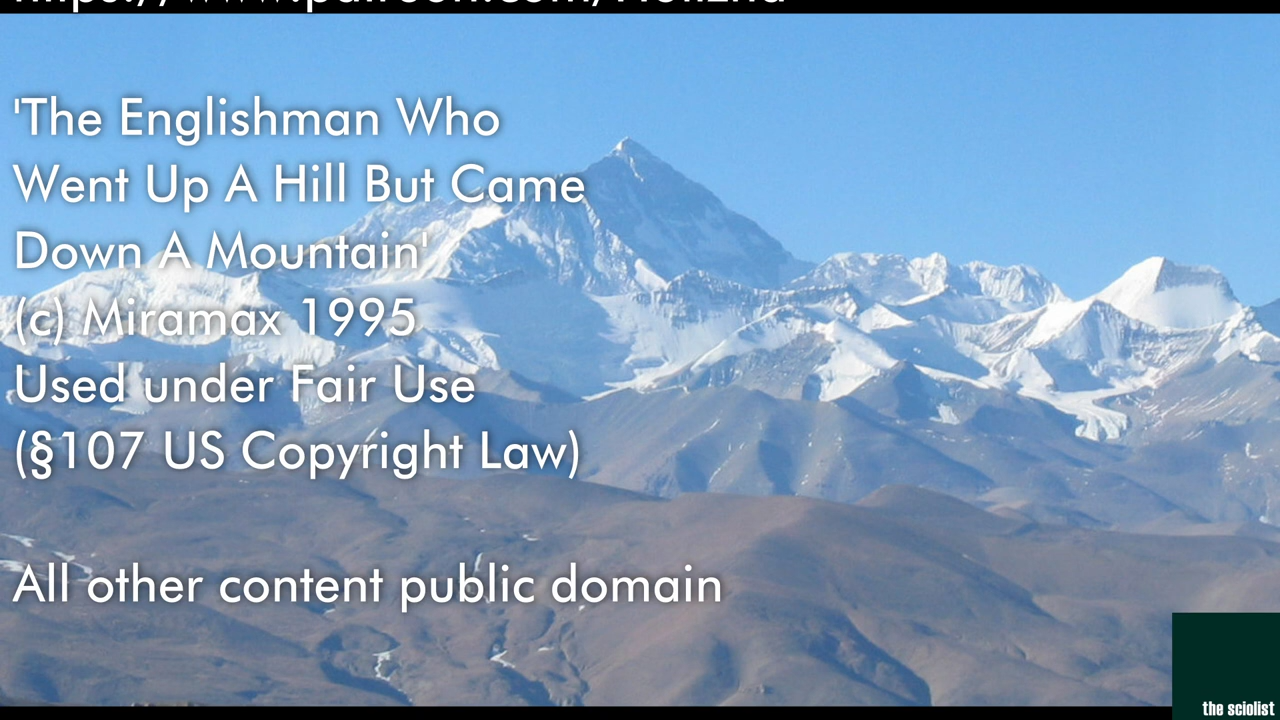 'The Englishman Who
Went Up A Hill But Came
Down A Mountain'
(c) Miramax 1995
Used under Fair Use
(§107 US Copyright Law)
All other content public domain
the sciolist